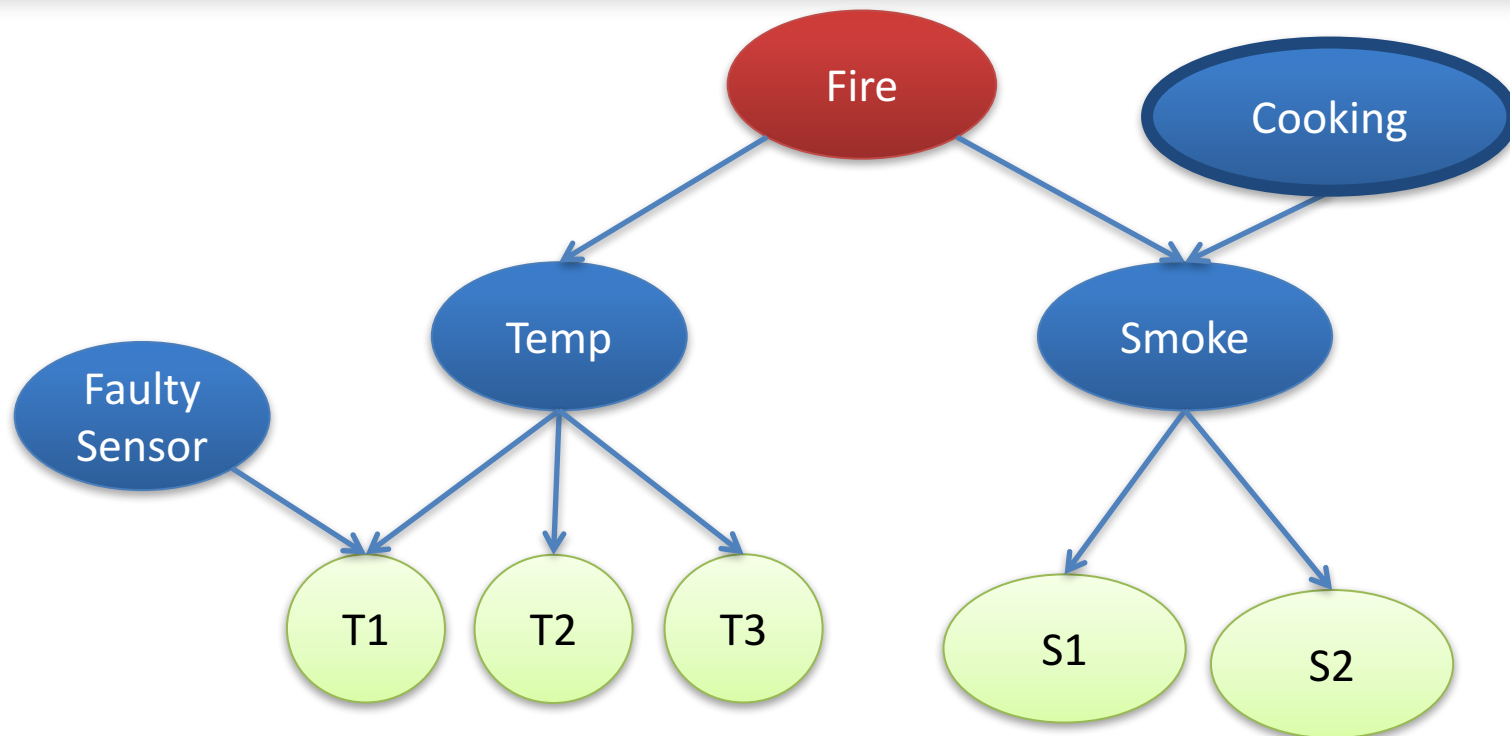 Fire
Cooking
Temp
Smoke
Faulty
Sensor
T1
T2
T3
S1
S2